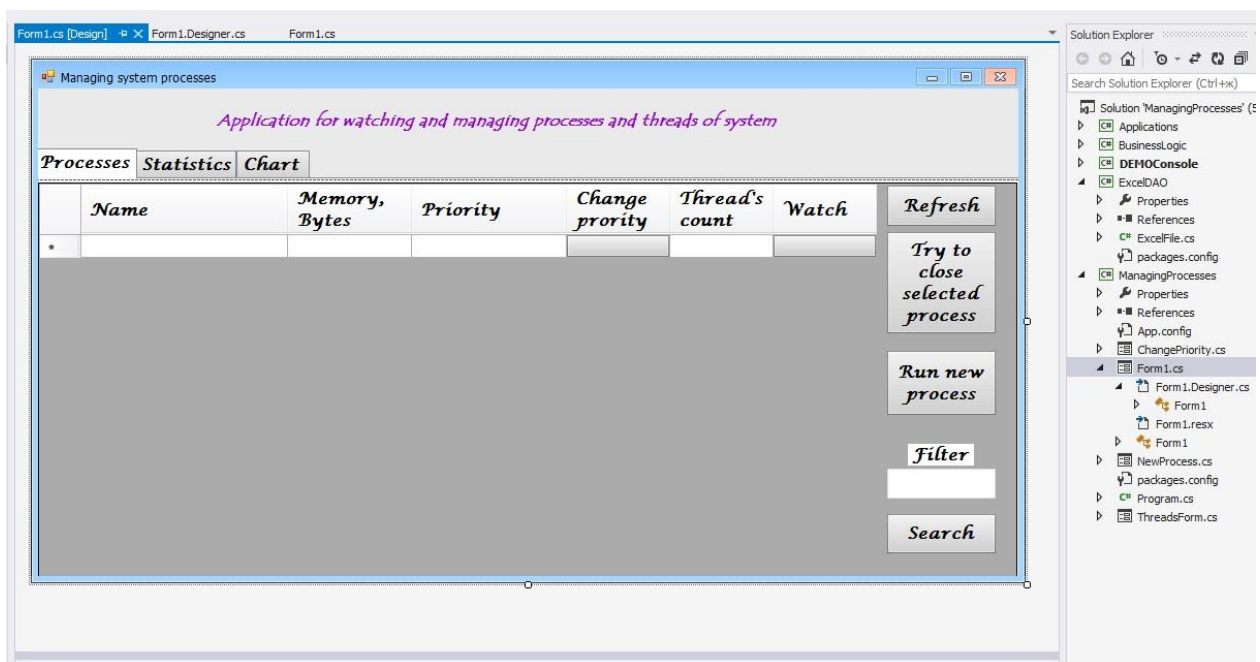 Form1.cs [Design]
Form1.Designer.cs
Form1.cs
Managing system processes
Application for watching and managing processes and threads of system
Processes
Statistics
Chart
Name
Memory,
Bytes
Priority
Change
prority
Thread's
count
Watch
Refresh
Try to
close
selected
process
Run new
process
Filter
Search
Solution Explorer
Search Solution Explorer (Ctrl+ж)
Solution 'ManagingProcesses' (5
C# Applications
C# BusinessLogic
C# DEMOConsole
C# ExcelDAO
Properties
References
C# ExcelFile.cs
packages.config
C# ManagingProcesses
Properties
References
App.config
ChangePriority.cs
Form1.cs
Form1.Designer.cs
Form1
Form1.resx
Form1
NewProcess.cs
packages.config
C# Program.cs
ThreadsForm.cs